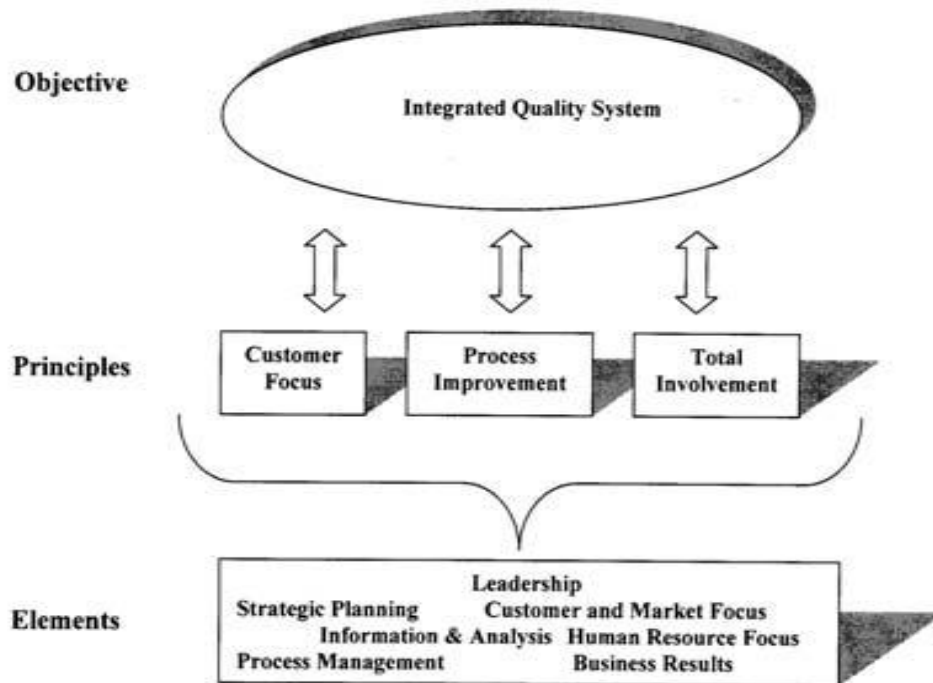 Objective
Integrated Quality System
Principles
Customer
Focus
Process
Improvement
Total
Involvement
Elements
Leadership
Strategic Planning Customer and Market Focus
Information & Analysis Human Resource Focus
Process Management Business Results